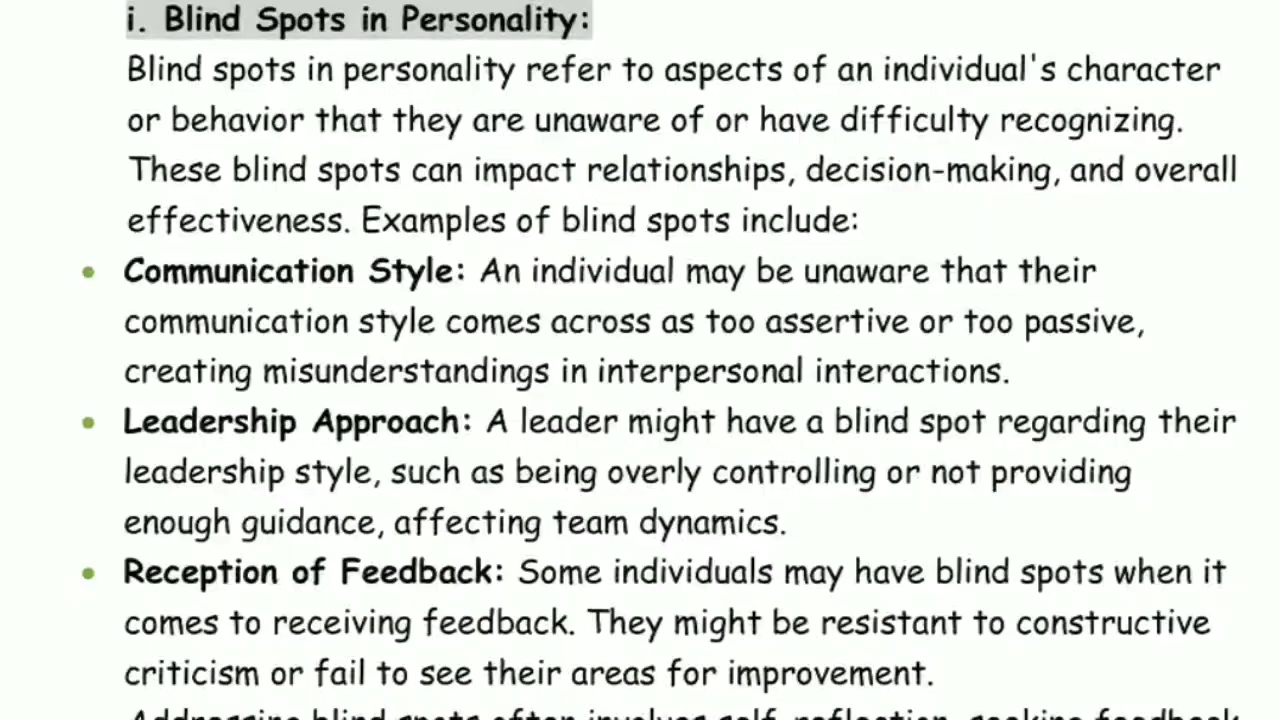 i. Blind Spots in Personality:
Blind spots in personality refer to aspects of an individual's character
or behavior that they are unaware of or have difficulty recognizing.
These blind spots can impact relationships, decision-making, and overall
effectiveness. Examples of blind spots include:
• Communication Style: An individual may be unaware that their
communication style comes across as too assertive or too passive,
creating misunderstandings in interpersonal interactions.
• Leadership Approach: A leader might have a blind spot regarding their
leadership style, such as being overly controlling or not providing
enough guidance, affecting team dynamics.
• Reception of Feedback: Some individuals may have blind spots when it
comes to receiving feedback. They might be resistant to constructive
criticism or fail to see their areas for improvement.
Addressing blind spots often involves self-reflection, seeking feedback